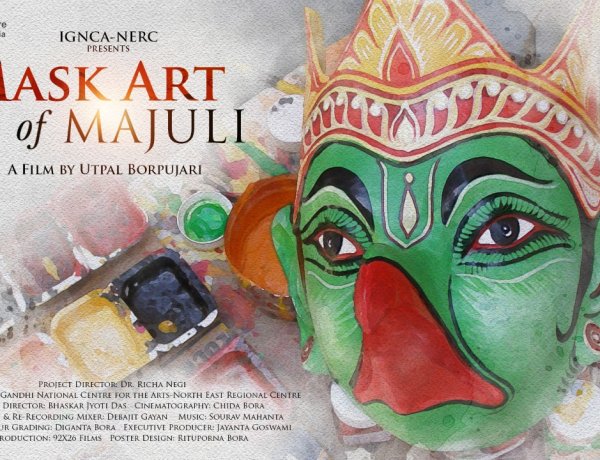 re
ia
IGNCA-NERC
PRESENTS
MASK ART
of MAJULI
A FILM BY UTPAL BORPUJARI
PROJECT DIRECTOR: DR. RICHA NEGI
GANDHI NATIONAL CENTRE FOR THE ARTS-NORTH EAST REGIONAL CENTRE
DIRECTOR: BHASKAR JYOTI DAS CINEMATOGRAPHY: CHIDA BORA
& RE-RECORDING MIXER: DEBAJIT GAYAN MUSIC: SOURAV MAHANTA
UR GRADING: DIGANTA BORA EXECUTIVE PRODUCER: JAYANTA GOSWAMI
RODUCTION: 92X26 FILMS POSTER DESIGN: RITUPORNA BORA